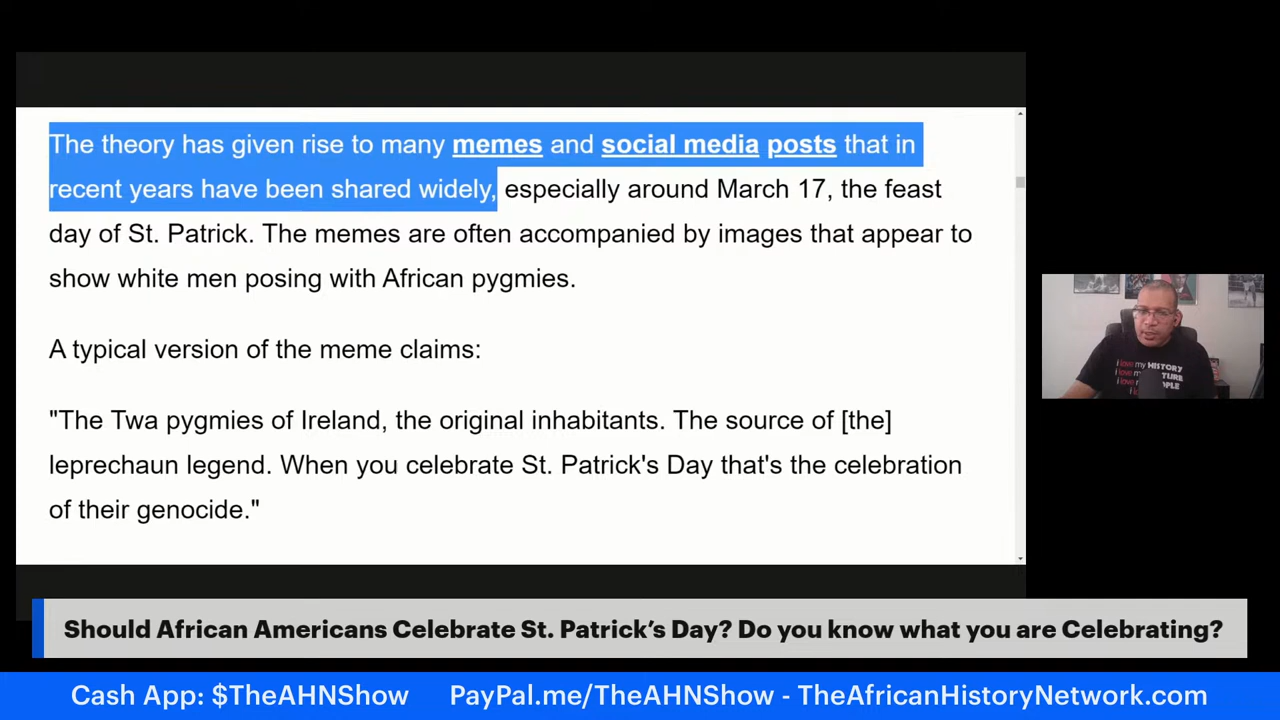 The theory has given rise to many memes and social media posts that in
recent years have been shared widely, especially around March 17, the feast
day of St. Patrick. The memes are often accompanied by images that appear to
show white men posing with African pygmies.
A typical version of the meme claims:
"The Twa pygmies of Ireland, the original inhabitants. The source of [the]
leprechaun legend. When you celebrate St. Patrick's Day that's the celebration
of their genocide."
i love my HISTORY
Should African Americans Celebrate St. Patrick’s Day? Do you know what you are Celebrating?
Cash App: $TheAHNShow PayPal.me/TheAHNShow - TheAfricanHistoryNetwork.com